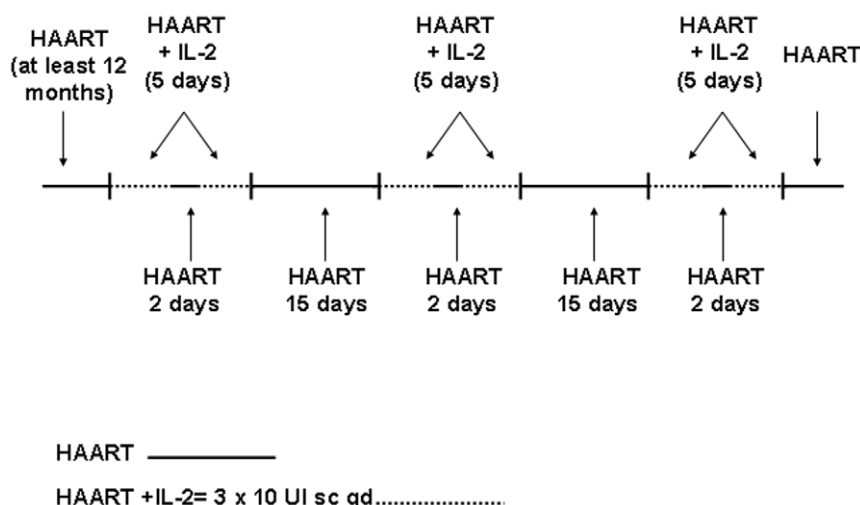 HAART
(at least 12
months)
HAART
+ IL-2
(5 days)
HAART
+ IL-2
(5 days)
HAART
+ IL-2
(5 days)
HAART
HAART
2 days
HAART
15 days
HAART
2 days
HAART
15 days
HAART
2 days
HAART
HAART +IL-2= 3 x 10 UI sc qd